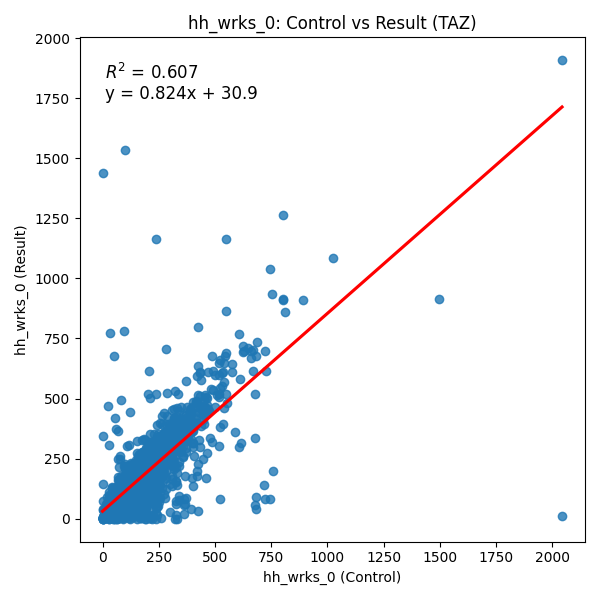 hh_wrks_0: Control vs Result (TAZ)
2000
1750
1500
1250
1000
750
500
250
0
hh_wrks_0 (Result)
R² = 0.607
y = 0.824x + 30.9
0 250 500 750 1000 1250 1500 1750 2000
hh_wrks_0 (Control)